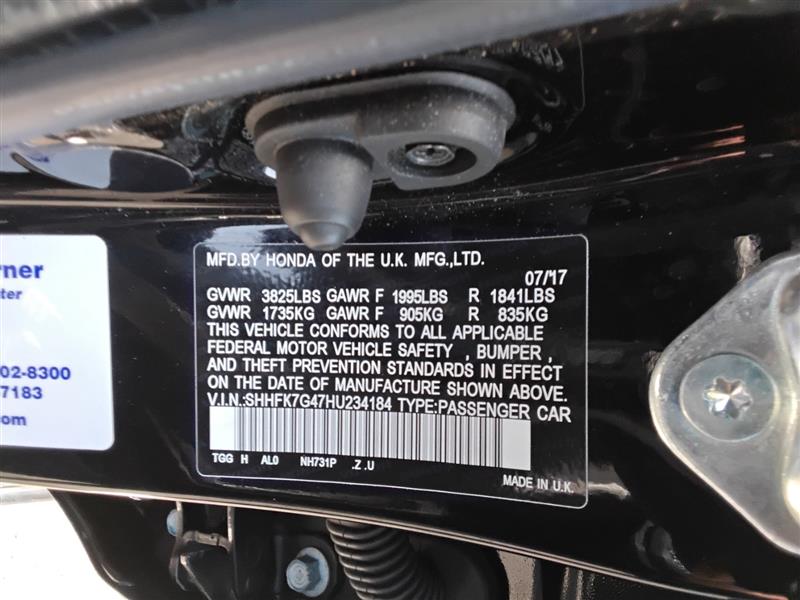 rner
ter
02-8300
7183
.com
MFD.BY HONDA OF THE U.K. MFG.,LTD.
07/17
GVWR 3825LBS GAWR F 1995LBS R 1841LBS
GVWR 1735KG GAWR F 905KG R 835KG
THIS VEHICLE CONFORMS TO ALL APPLICABLE
FEDERAL MOTOR VEHICLE SAFETY , BUMPER ,
AND THEFT PREVENTION STANDARDS IN EFFECT
ON THE DATE OF MANUFACTURE SHOWN ABOVE.
V.I.N.:SHHFK7G47HU234184 TYPE:PASSENGER CAR
TGG H AL0 NH731P .Z .U
MADE IN U.K.